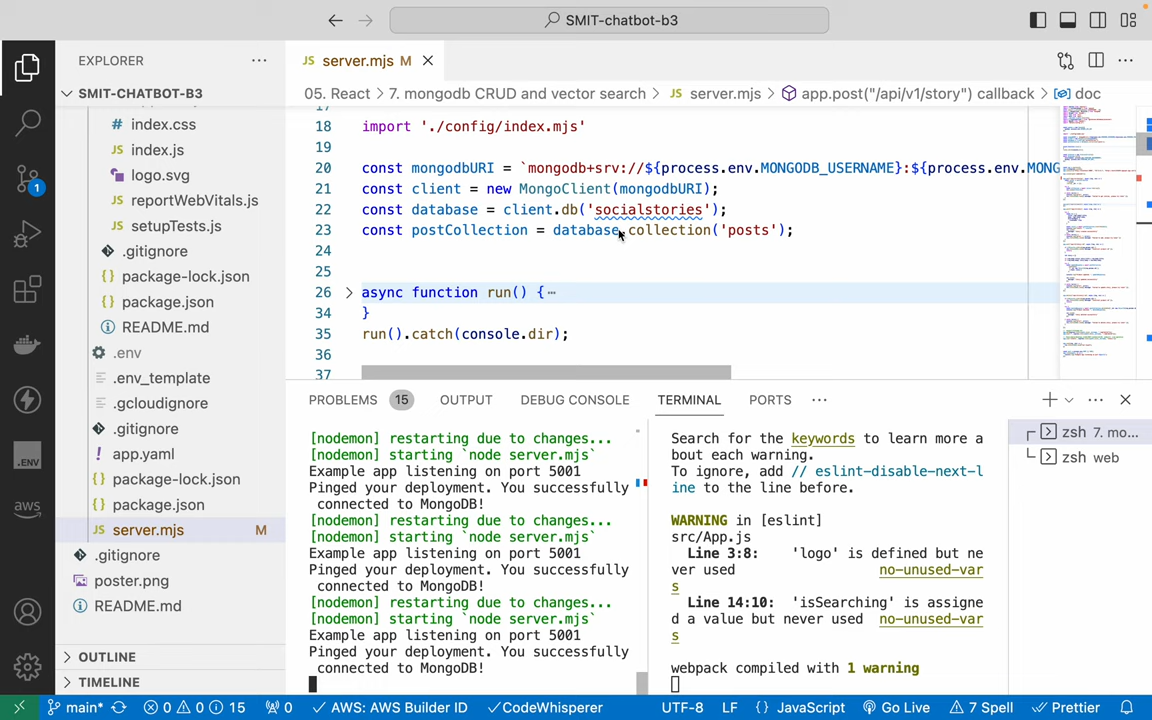 SMIT-chatbot-b3
EXPLORER
SMIT-CHATBOT-B3
index.css
index.js
logo.svg
reportWebVitals.js
setupTests.js
.gitignore
package-lock.json
package.json
README.md
.env
.env_template
.gcloudignore
.gitignore
app.yaml
package-lock.json
package.json
server.mjs M
.gitignore
poster.png
README.md
OUTLINE
TIMELINE
1
.ENV
aws
JS server.mjs M
05. React > 7. mongodb CRUD and vector search > JS server.mjs > app.post("/api/v1/story") callback > doc
17
18 import './config/index.mjs'
19
20 const mongodbURI = `mongodb+srv://${process.env.MONGODB_USERNAME}:${process.env.MONG
21 const client = new MongoClient(mongodbURI);
22 const database = client.db('socialstories');
23 const postCollection = database.collection('posts');
24
25
26 async function run() {
34 }
35 run().catch(console.dir);
36
37
PROBLEMS 15 OUTPUT DEBUG CONSOLE TERMINAL PORTS
[nodemon] restarting due to changes...
[nodemon] starting `node server.mjs`
Example app listening on port 5001
Pinged your deployment. You successfully
connected to MongoDB!
[nodemon] restarting due to changes...
[nodemon] starting `node server.mjs`
Example app listening on port 5001
Pinged your deployment. You successfully
connected to MongoDB!
[nodemon] restarting due to changes...
[nodemon] starting `node server.mjs`
Example app listening on port 5001
Pinged your deployment. You successfully
connected to MongoDB!
Search for the keywords to learn more a
bout each warning.
To ignore, add // eslint-disable-next-l
ine to the line before.
WARNING in [eslint]
src/App.js
Line 3:8: 'logo' is defined but ne
ver used no-unused-var
s
Line 14:10: 'isSearching' is assigne
d a value but never used no-unused-var
s
webpack compiled with 1 warning
zsh 7. mo...
zsh web
main* 0 0 15 0 AWS: AWS Builder ID CodeWhisperer UTF-8 LF {} JavaScript Go Live 7 Spell Prettier